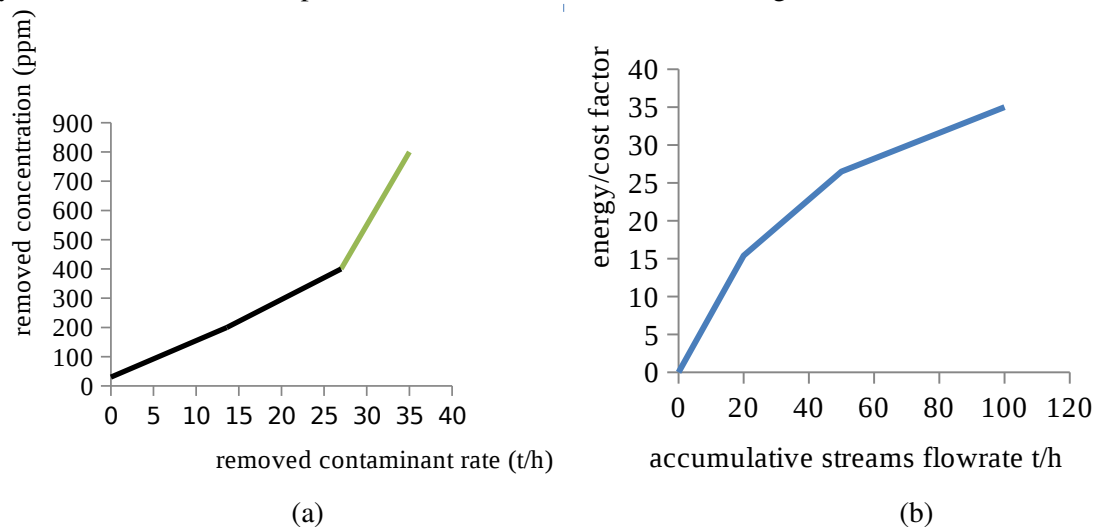 removed concentration (ppm)
900
800
700
600
500
400
300
200
100
0
0 5 10 15 20 25 30 35 40
removed contaminant rate (t/h)
(a)
energy/cost factor
40
35
30
25
20
15
10
5
0
0 20 40 60 80 100 120
accumulative streams flowrate t/h
(b)